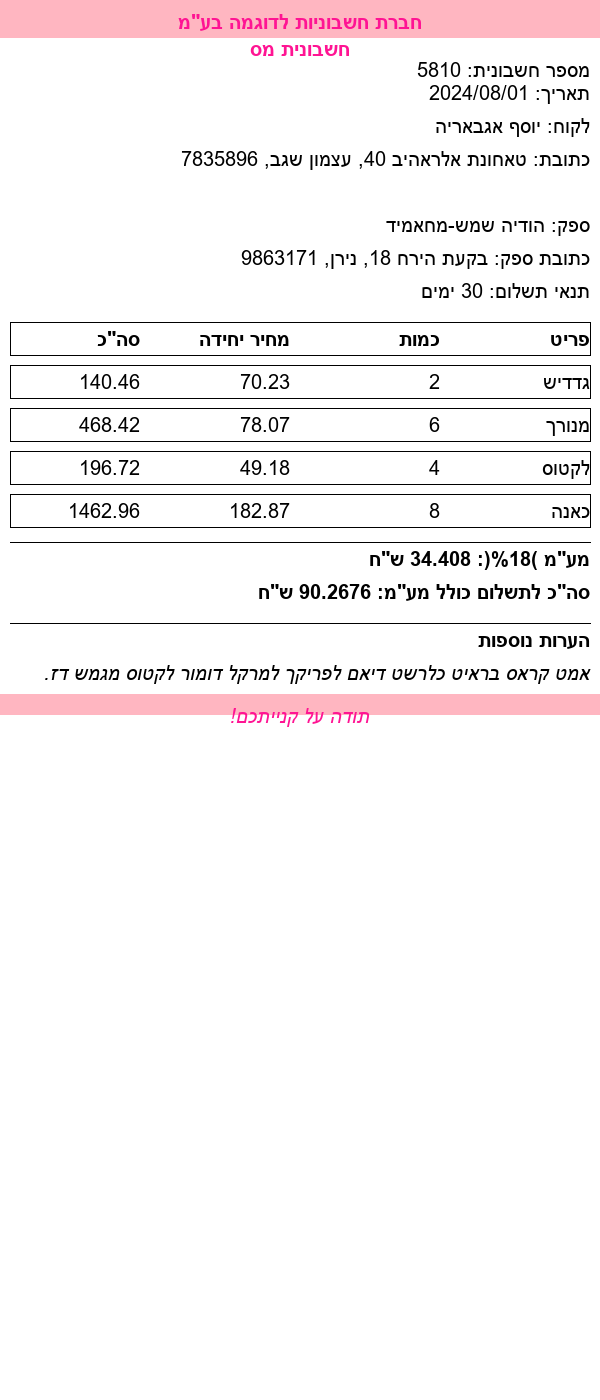 חברת חשבוניות לדוגמה בע"מ
חשבונית מס
מספר חשבונית: 5810
תאריך: 2024/08/01
לקוח: יוסף אגבאריה
כתובת: טאחונת אלראהיב 40, עצמון שגב, 7835896
ספק: הודיה שמש-מחאמיד
כתובת ספק: בקעת הירח 18, נירן, 9863171
תנאי תשלום: 30 ימים
פריט כמות מחיר יחידה סה"כ
גדדיש 2 70.23 140.46
מנורך 6 78.07 468.42
לקטוס 4 49.18 196.72
כאנה 8 182.87 1462.96
מע"מ )18%(: 34.408 ש"ח
סה"כ לתשלום כולל מע"מ: 90.2676 ש"ח
הערות נוספות
אמט קראס בראיט כלרשט דיאם לפריקך למרקל דומור לקטוס מגמש דז.
תודה על קנייתכם!